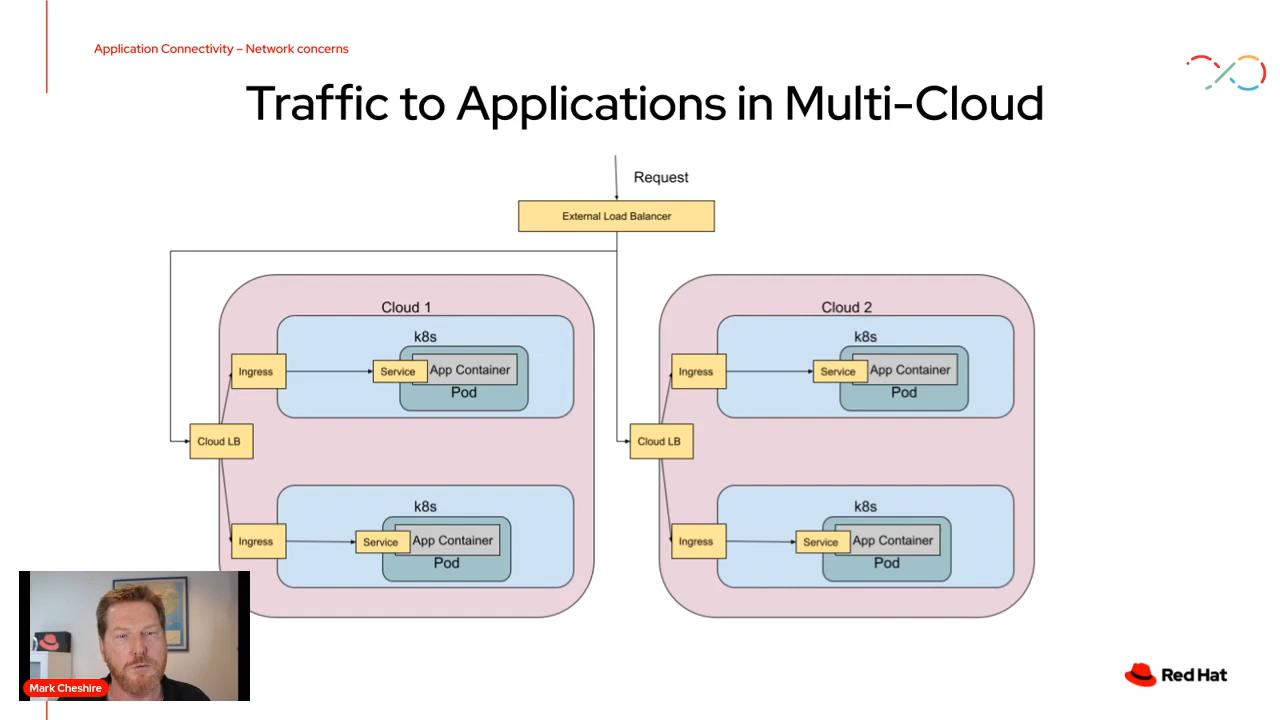 Application Connectivity – Network concerns
Traffic to Applications in Multi-Cloud
Request
External Load Balancer
Cloud 1
k8s
Ingress
Service
App Container
Pod
Cloud LB
k8s
Ingress
Service
App Container
Pod
Cloud 2
k8s
Ingress
Service
App Container
Pod
Cloud LB
k8s
Ingress
Service
App Container
Pod
Mark Cheshire
Red Hat